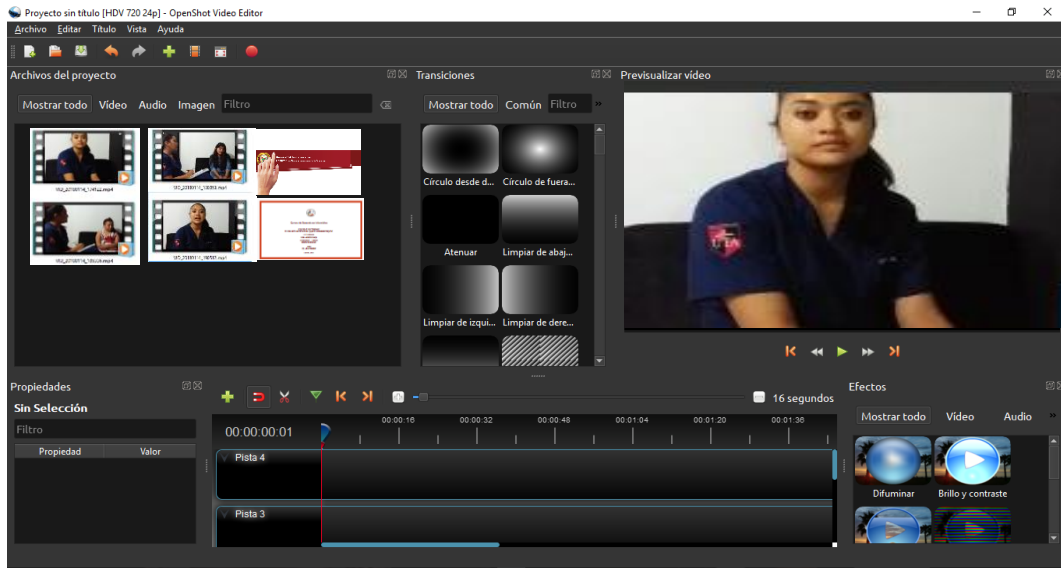 Proyecto sin título [HDV 720 24p] - OpenShot Video Editor
Archivo Editar Título Vista Ayuda
Archivos del proyecto
Transiciones
Previsualizar vídeo
Mostrar todo Vídeo Audio Imagen Filtro
Mostrar todo Común Filtro »
Círculo desde d... Círculo de fuera...
Atenuar Limpiar de abaj...
Limpiar de izqui... Limpiar de dere...
UTA
Propiedades
Sin Selección
Filtro
Propiedad Valor
16 segundos
00:00:00:01
00:00:16 00:00:32 00:00:48 00:01:04 00:01:20 00:01:36
Pista 4
Pista 3
Efectos
Mostrar todo Vídeo Audio »
Difuminar Brillo y contraste